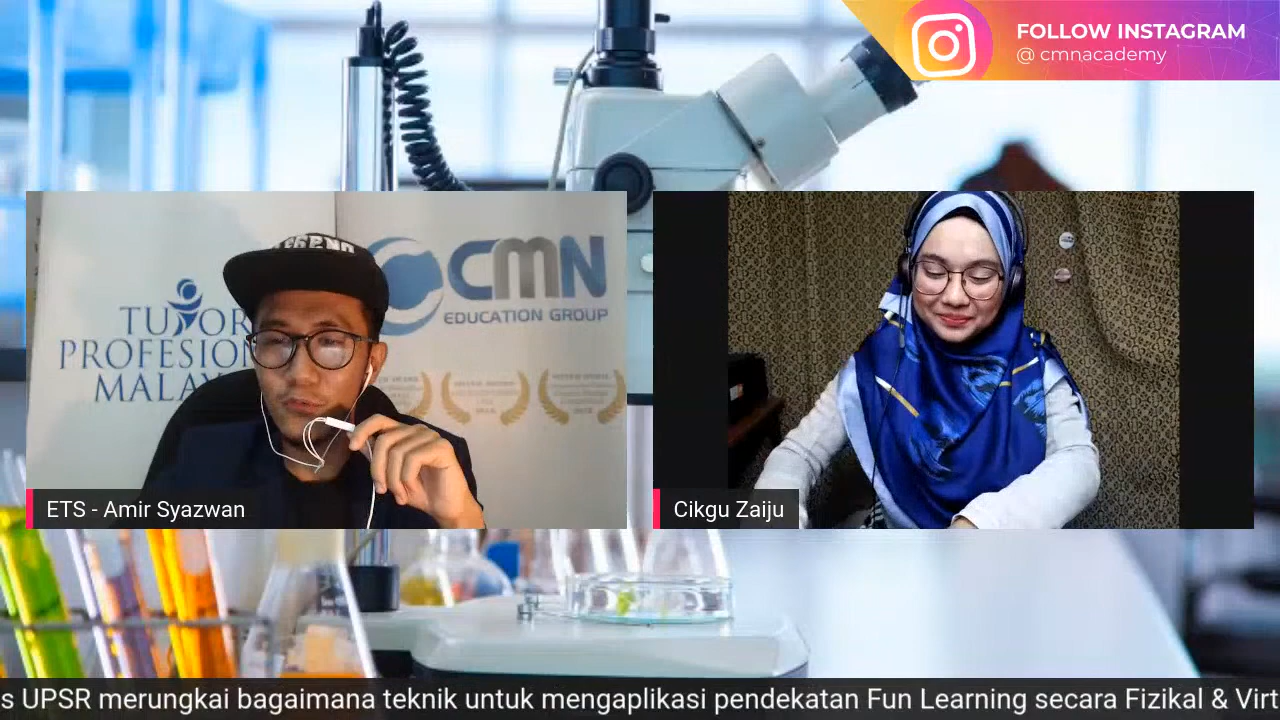 FOLLOW INSTAGRAM
@ cmnacademy
LEGEND
CMN
EDUCATION GROUP
TUTOR
PROFESION
MALAY
ETS - Amir Syazwan
Cikgu Zaiju
s UPSR merungkai bagaimana teknik untuk mengaplikasi pendekatan Fun Learning secara Fizikal & Virt